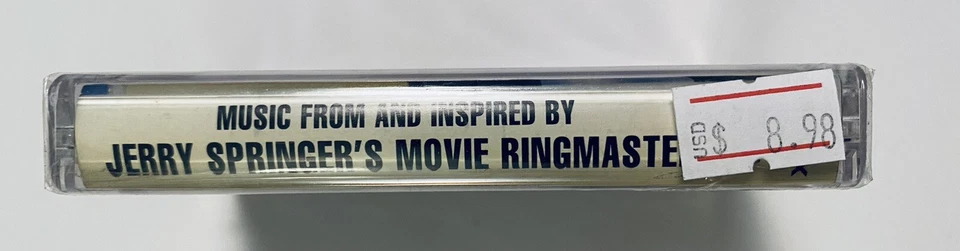 MUSIC FROM AND INSPIRED BY
JERRY SPRINGER'S MOVIE RINGMASTE
USD $ 8.98